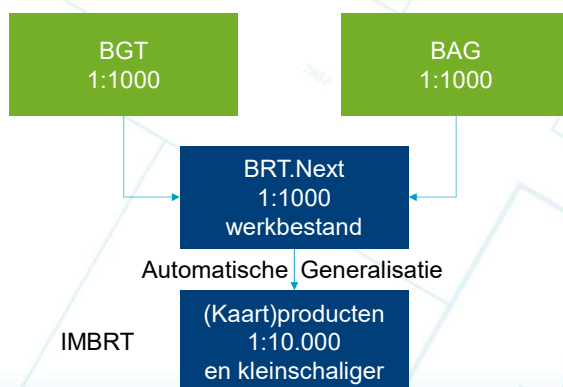 BGT
1:1000
BAG
1:1000
7882
BRT.Next
1:1000
werkbestand
Automatische Generalisatie
(Kaart)producten
1:10.000
en kleinschaliger
IMBRT